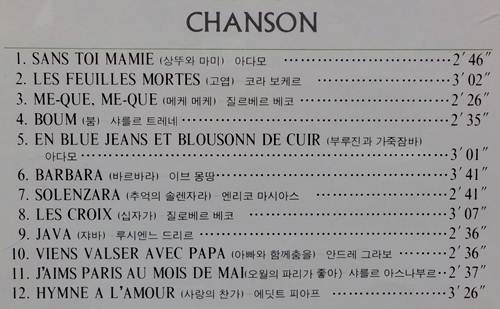 CHANSON
1. SANS TOI MAMIE (상뚜와 마미) 아다모 ······················ 2′ 46″
2. LES FEUILLES MORTES (고엽) 코라 보케르 ················ 3′ 02″
3. ME-QUE, ME-QUE (메케 메케) 질르베르 베코 ················ 2′ 26″
4. BOUM (붐) 샤를르 트레네 ································ 2′ 35″
5. EN BLUE JEANS ET BLOUSONN DE CUIR (부루진과 가죽잠바)
아다모 ················································ 3′ 01″
6. BARBARA (바르바라) 이브 몽땅 ·························· 3′ 41″
7. SOLENZARA (추억의 솔렌자라) 엔리코 마시아스 ············ 2′ 41″
8. LES CROIX (십자가) 질로베르 베코 ······················ 3′ 07″
9. JAVA (쟈바) 루시엔느 드리르 ···························· 2′ 36″
10. VIENS VALSER AVEC PAPA (아빠와 함께춤을) 안드레 그라보 ·· 2′ 36″
11. J'AIMS PARIS AU MOIS DE MAI (오월의 파리가 좋아) 샤를르 아스나부르 ·· 2′ 37″
12. HYMNE A L'AMOUR (사랑의 찬가) 에딧트 피아프 ············ 3′ 26″